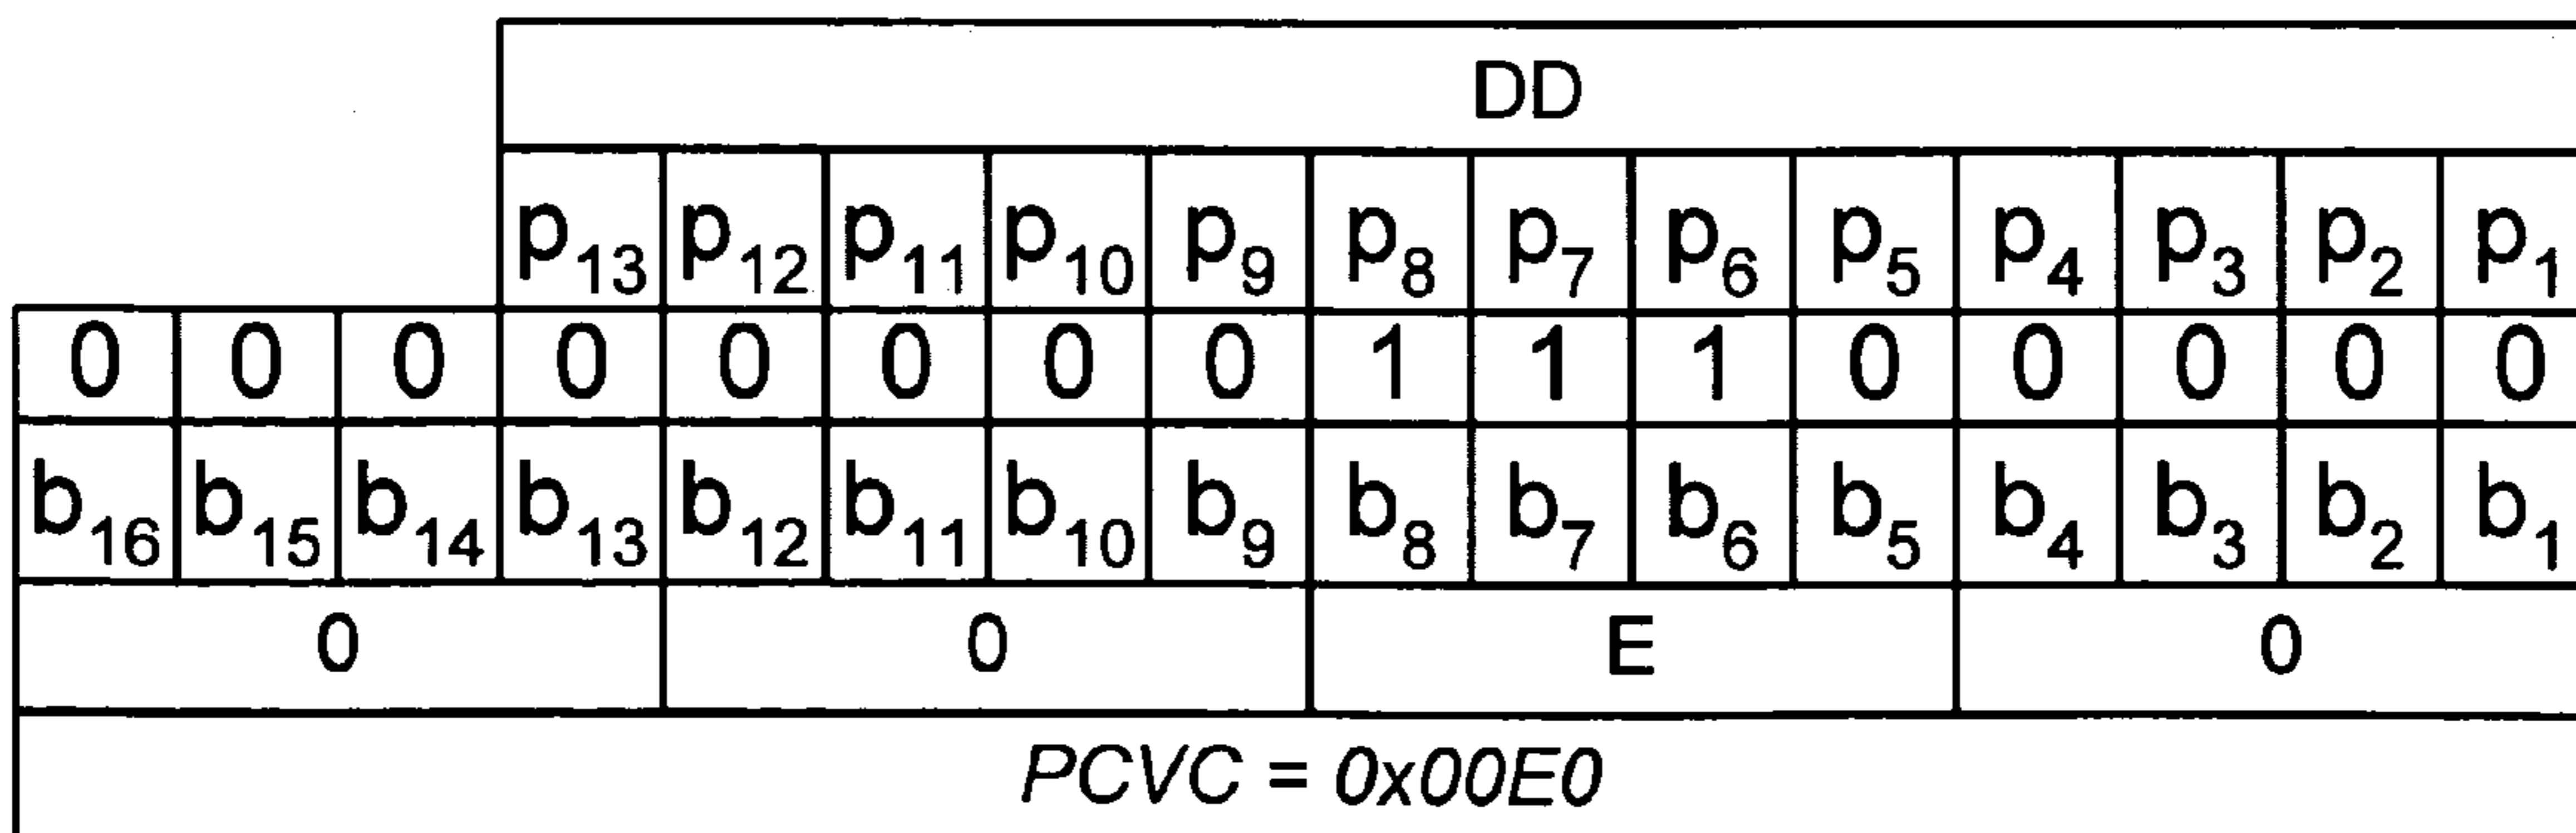 DD
p13 p12 p11 p10 p9 p8 p7 p6 p5 p4 p3 p2 p1
0 0 0 0 0 0 0 0 1 1 1 0 0 0 0 0
b16 b15 b14 b13 b12 b11 b10 b9 b8 b7 b6 b5 b4 b3 b2 b1
0 0 E 0
PCVC = 0x00E0